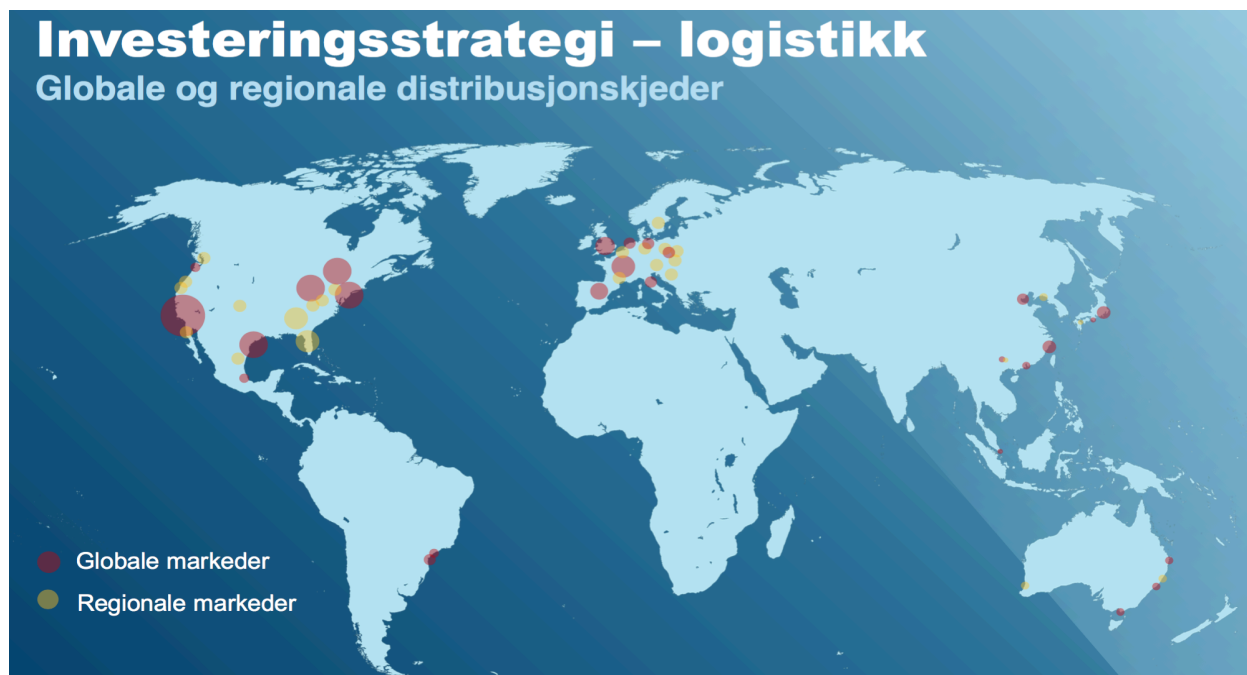 Investeringsstrategi – logistikk
Globale og regionale distribusjonskjeder
Globale markeder
Regionale markeder